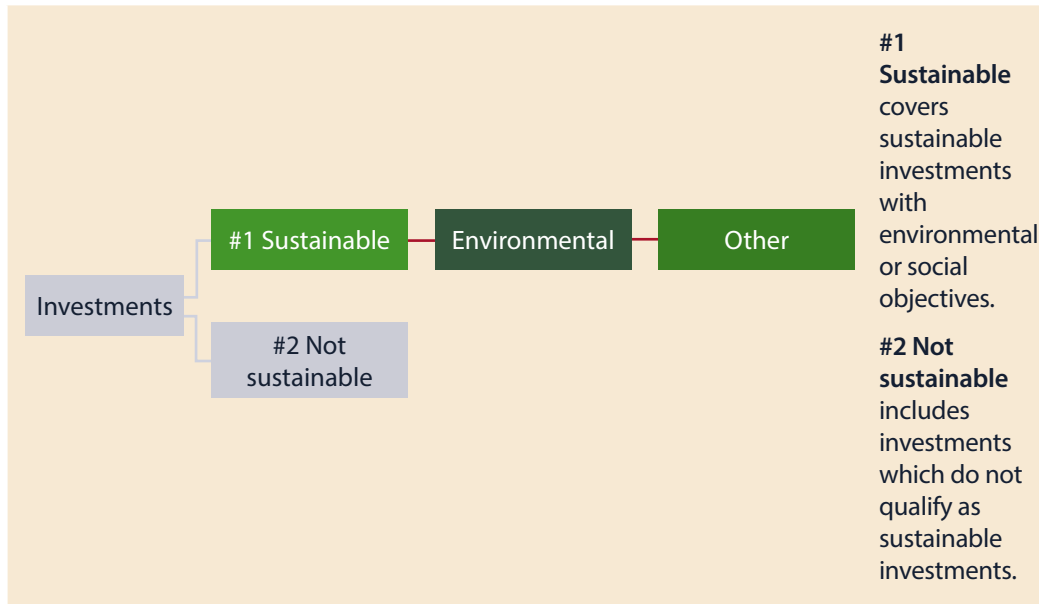 #1 Sustainable
Environmental
Other
Investments
#2 Not
sustainable
#1
Sustainable
covers
sustainable
investments
with
environmental
or social
objectives.
#2 Not
sustainable
includes
investments
which do not
qualify as
sustainable
investments.